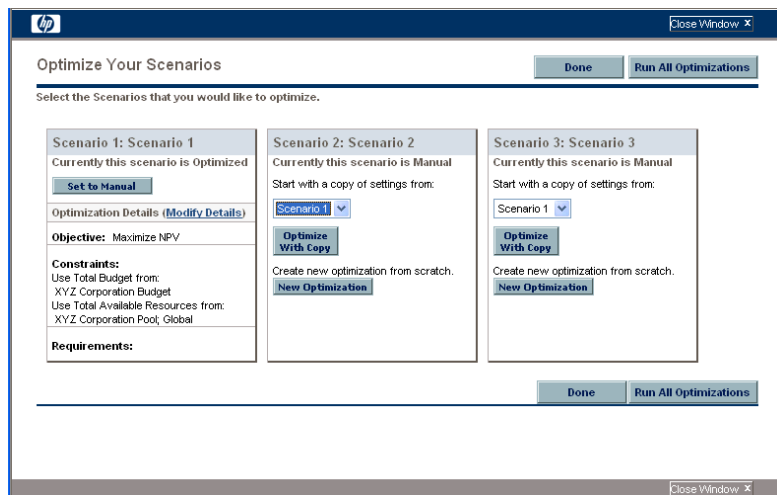 hp
Close Window x
Optimize Your Scenarios
Done
Run All Optimizations
Select the Scenarios that you would like to optimize.
Scenario 1: Scenario 1
Currently this scenario is Optimized
Set to Manual
Optimization Details (Modify Details)
Objective: Maximize NPV
Constraints:
Use Total Budget from:
XYZ Corporation Budget
Use Total Available Resources from:
XYZ Corporation Pool; Global
Requirements:
Scenario 2: Scenario 2
Currently this scenario is Manual
Start with a copy of settings from:
Scenario 1
Optimize
With Copy
Create new optimization from scratch.
New Optimization
Scenario 3: Scenario 3
Currently this scenario is Manual
Start with a copy of settings from:
Scenario 1
Optimize
With Copy
Create new optimization from scratch.
New Optimization
Done
Run All Optimizations
Close Window x